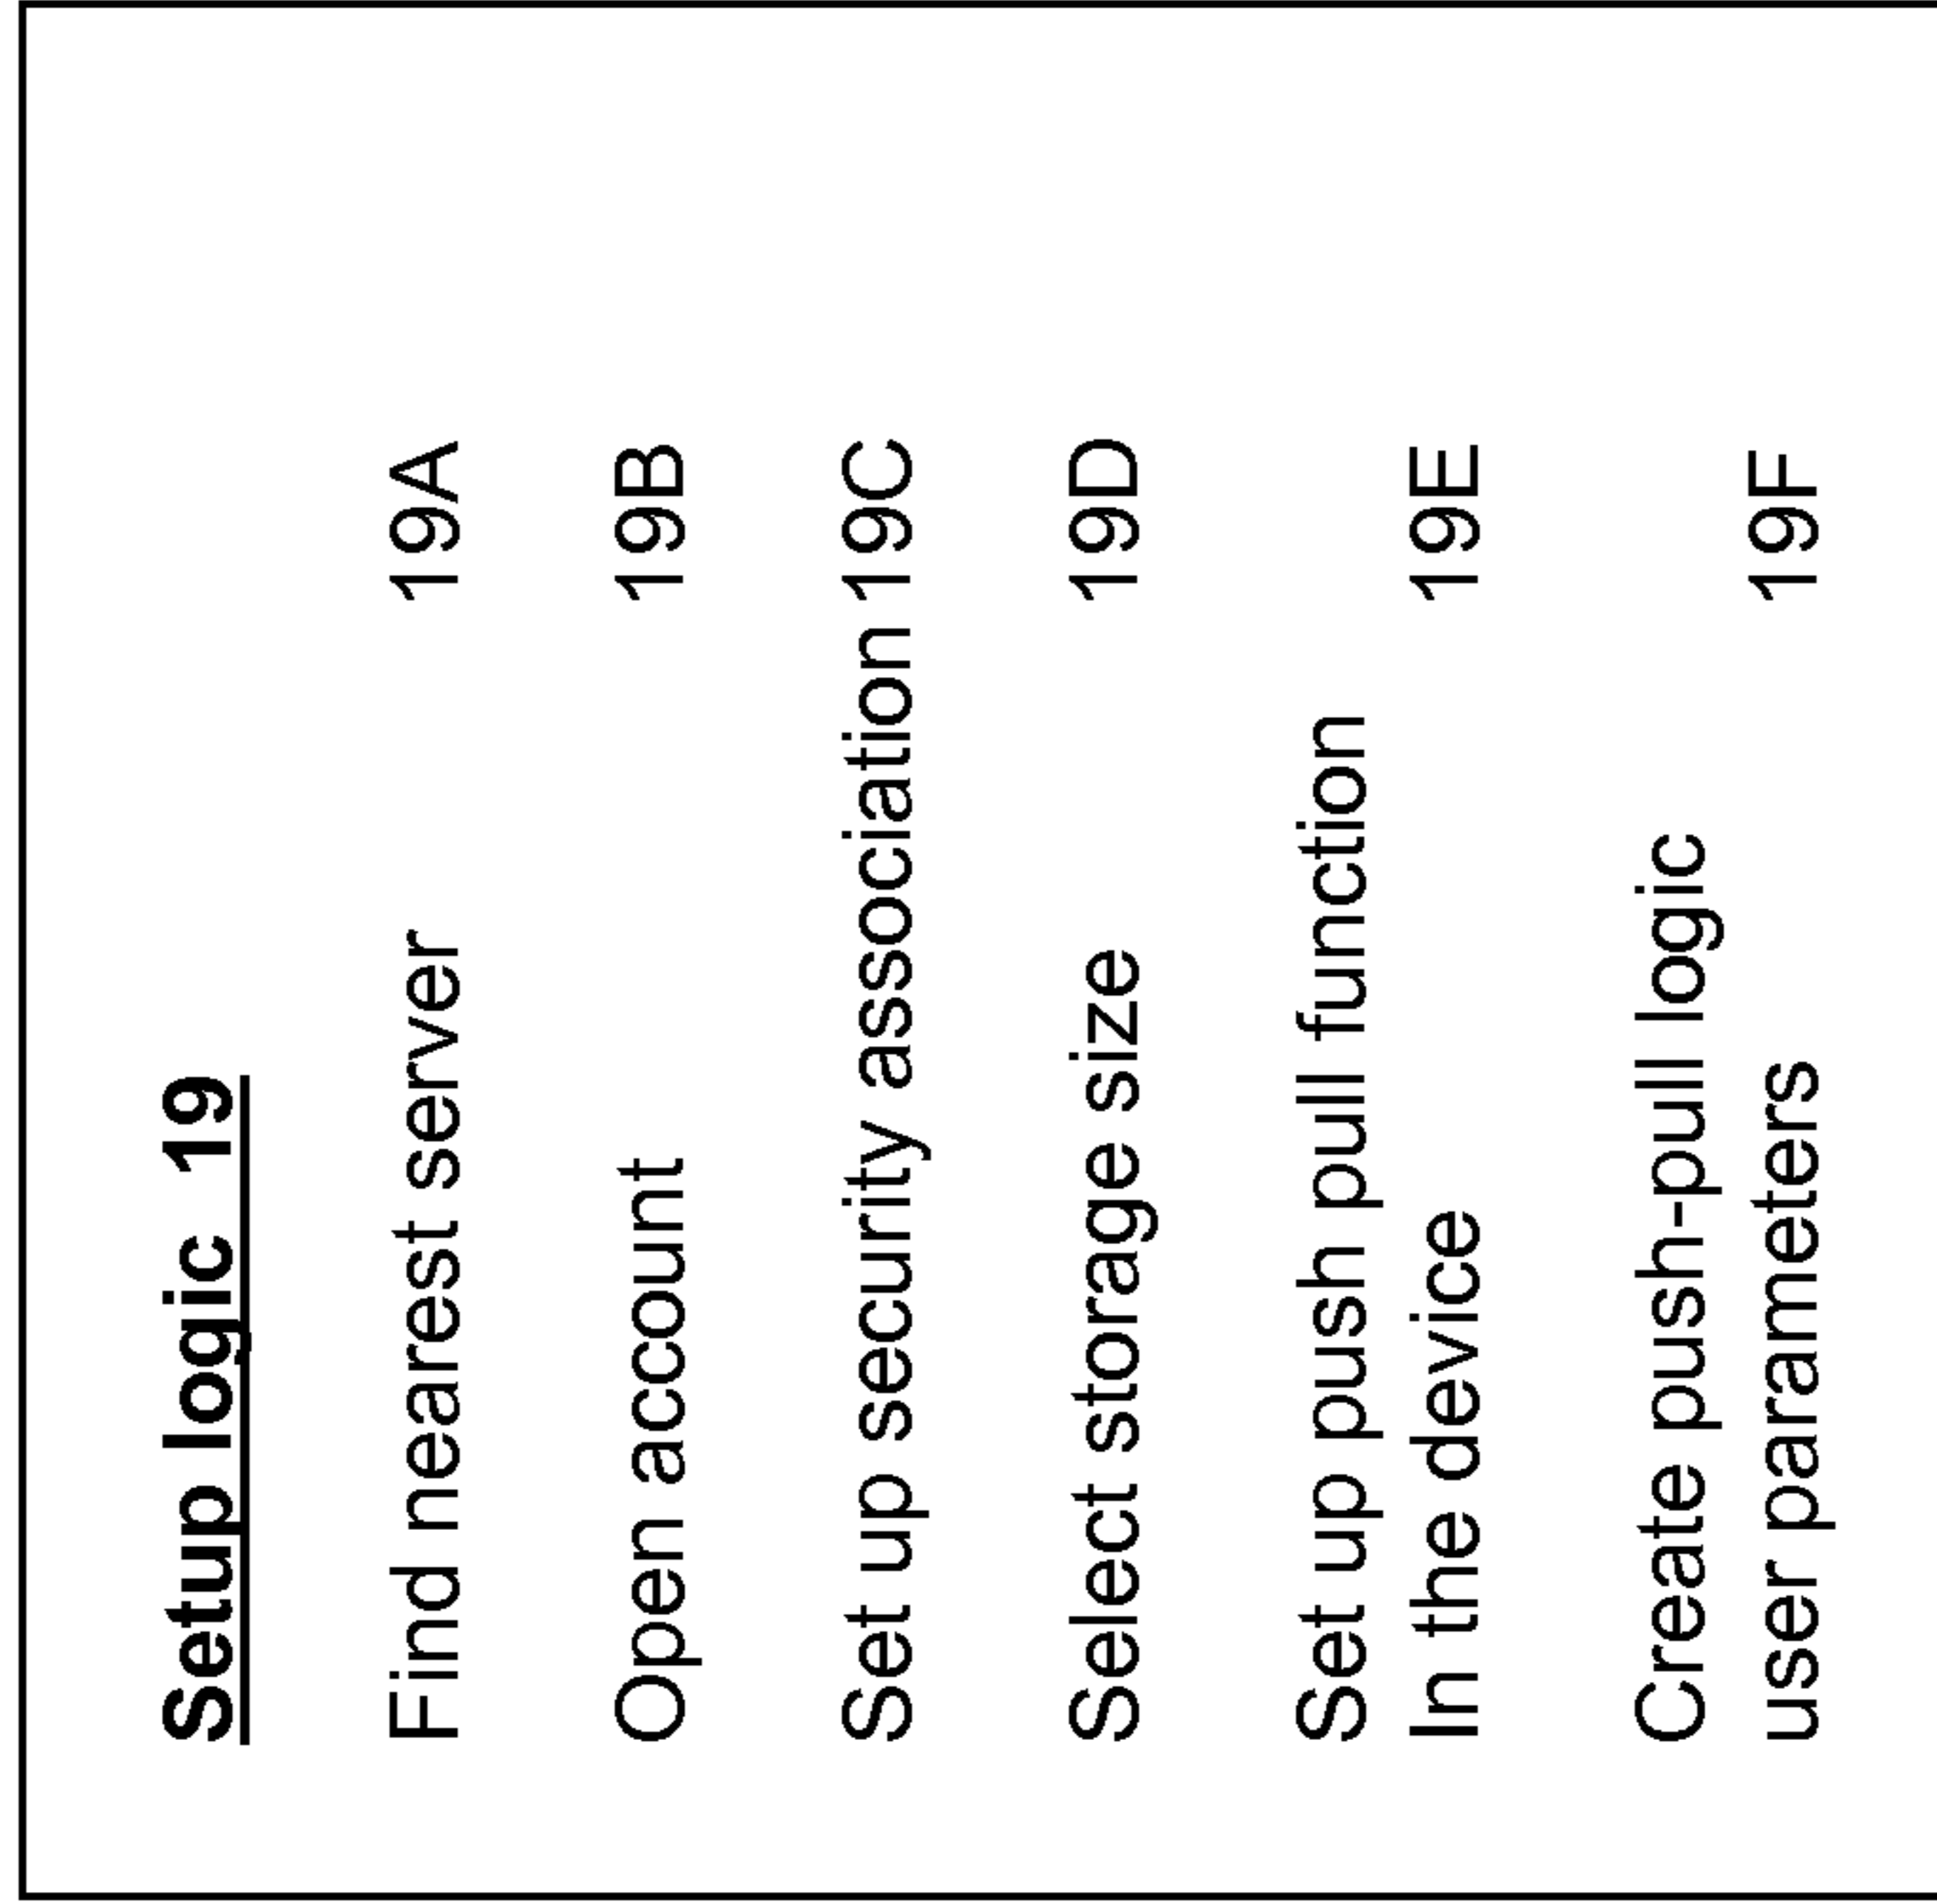 Setup logic 19
Find nearest server 19A
Open account 19B
Set up security association 19C
Select storage size 19D
Set up push pull function
In the device 19E
Create push-pull logic
user parameters 19F